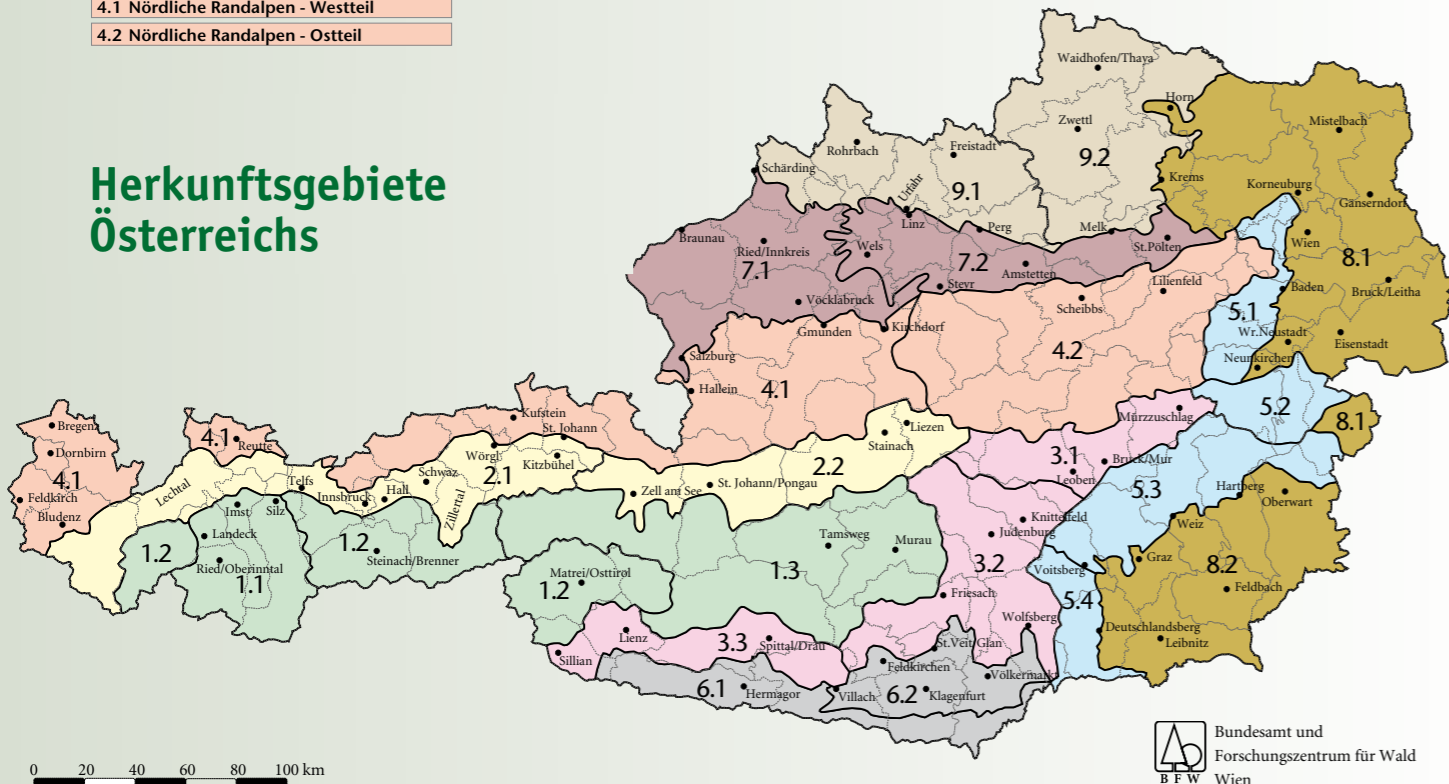 4.1 Nördliche Randalpen - Westteil
4.2 Nördliche Randalpen - Ostteil
Herkunftsgebiete
Österreichs
Waidhofen/Thaya
Horn
Zwettl
Mistelbach
9.2
Rohrbach
Freistadt
Schärding
Krems
Urfahr
9.1
Korneuburg
Gänserndorf
Linz
Perg
Melk
Braunau
St.Pölten
Wien
Ried/Innkreis
Wels
7.1
7.2
Amstetten
8.1
Steyr
Lilienfeld
Baden
Bruck/Leitha
Vöcklabruck
Scheibbs
5.1
Gmunden
Kirchdorf
Wr.Neustadt
Eisenstadt
4.2
Salzburg
Neunkirchen
Hallein
4.1
Mürzzuschlag
5.2
Kufstein
Bregenz
St. Johann
Liezen
8.1
4.1
Reutte
Stainach
Dornbirn
Wörgl
Kitzbühel
3.1
Bruck/Mur
4.1
Schwaz
2.1
2.2
Leoben
Telfs
Hall
St. Johann/Pongau
5.3
Hartberg
Feldkirch
Lechtal
Innsbruck
Zell am See
Oberwart
Bludenz
Imst
Silz
Zillertal
Knittelfeld
Weiz
Landeck
1.2
Tamsweg
Judenburg
1.2
Steinach/Brenner
Murau
Graz
Ried/Oberinntal
3.2
Voitsberg
8.2
1.1
Matrei/Osttirol
1.3
Feldbach
1.2
Friesach
5.4
Wolfsberg
Deutschlandsberg
Lienz
3.3
Spittal/Drau
St.Veit/Glan
Leibnitz
Sillian
Feldkirchen
Völkermarkt
6.1
Hermagor
Villach
6.2
Klagenfurt
Bundesamt und
Forschungszentrum für Wald
Wien
BFW
0 20 40 60 80 100 km